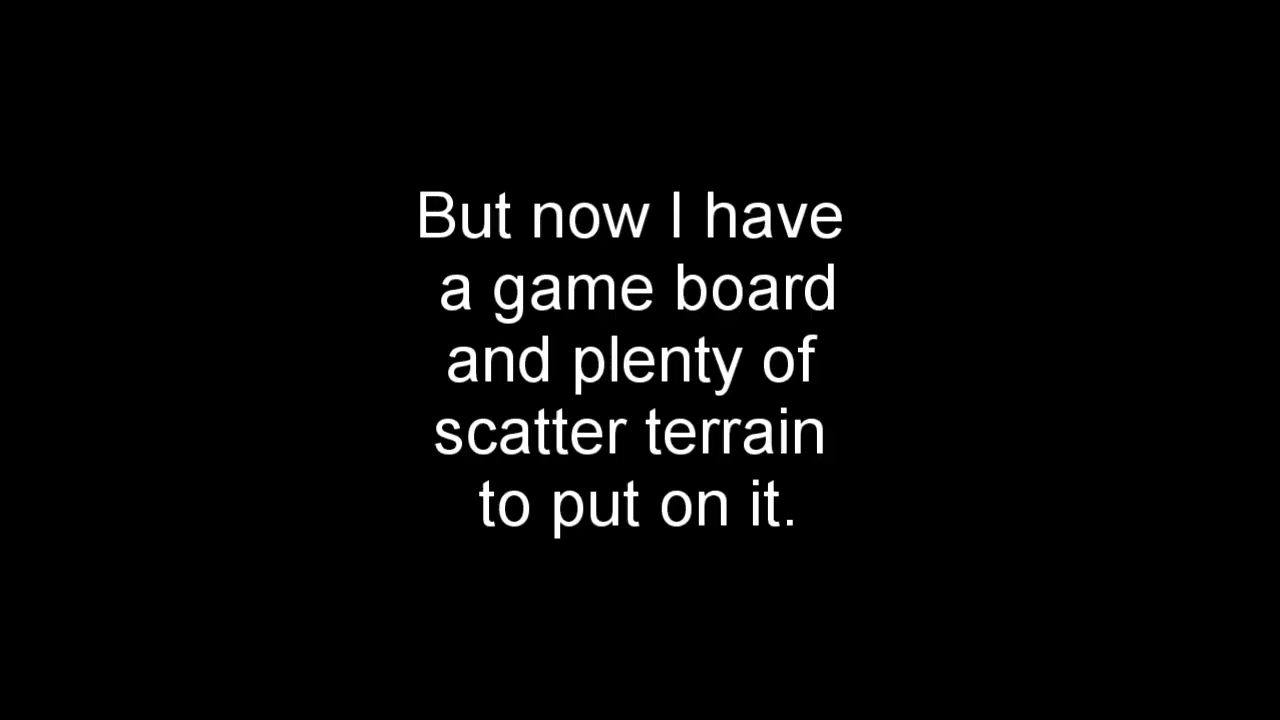 But now I have
a game board
and plenty of
scatter terrain
to put on it.